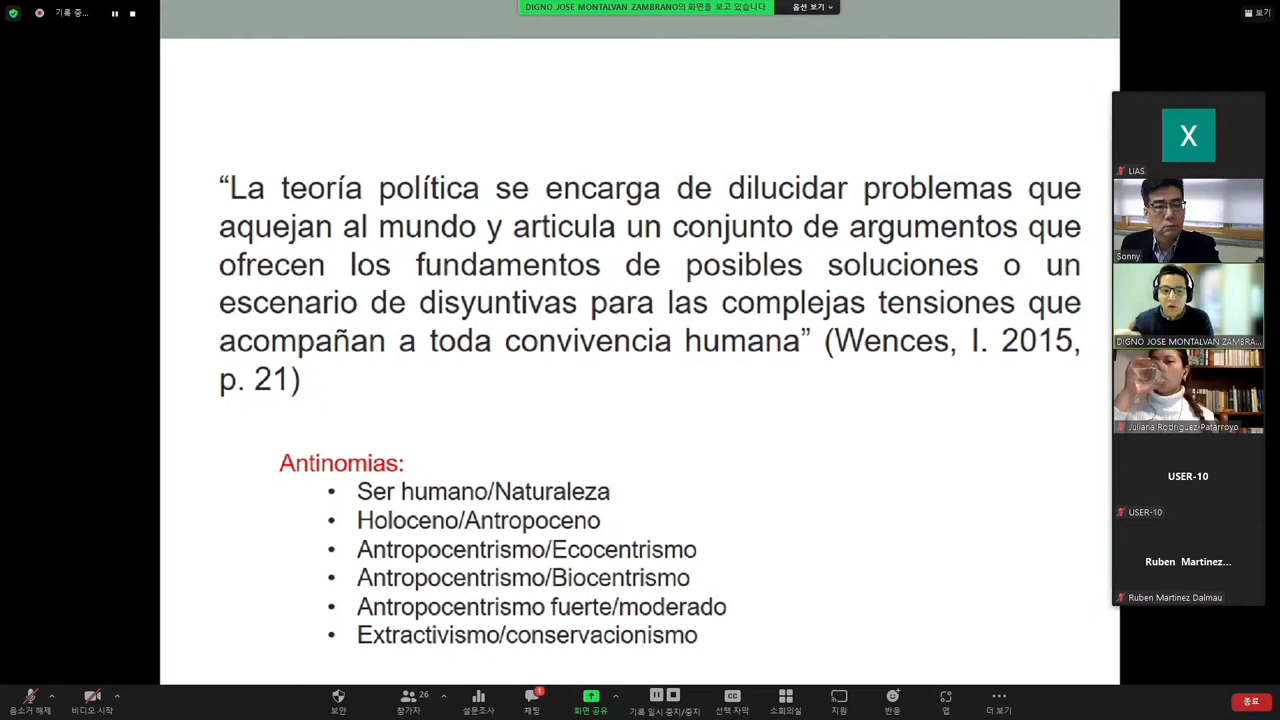 기록 중...
DIGNO JOSE MONTALVAN ZAMBRANO의 화면을 보고 있습니다
옵션 보기
보기
“La teoría política se encarga de dilucidar problemas que
aquejan al mundo y articula un conjunto de argumentos que
ofrecen los fundamentos de posibles soluciones o un
escenario de disyuntivas para las complejas tensiones que
acompañan a toda convivencia humana” (Wences, I. 2015,
p. 21)
Antinomias:
• Ser humano/Naturaleza
• Holoceno/Antropoceno
• Antropocentrismo/Ecocentrismo
• Antropocentrismo/Biocentrismo
• Antropocentrismo fuerte/moderado
• Extractivismo/conservacionismo
X
LIAS
Sonny
DIGNO JOSE MONTALVAN ZAMBRA...
Juliana Rodriguez-Patarroyo
USER-10
USER-10
Ruben Martinez...
Ruben Martinez Dalmau
음소거 해제
비디오 시작
보안
참가자
26
설문조사
채팅
1
화면 공유
기록 일시 중지/중지
CC
선택 자막
소회의실
지원
반응
앱
더 보기
종료